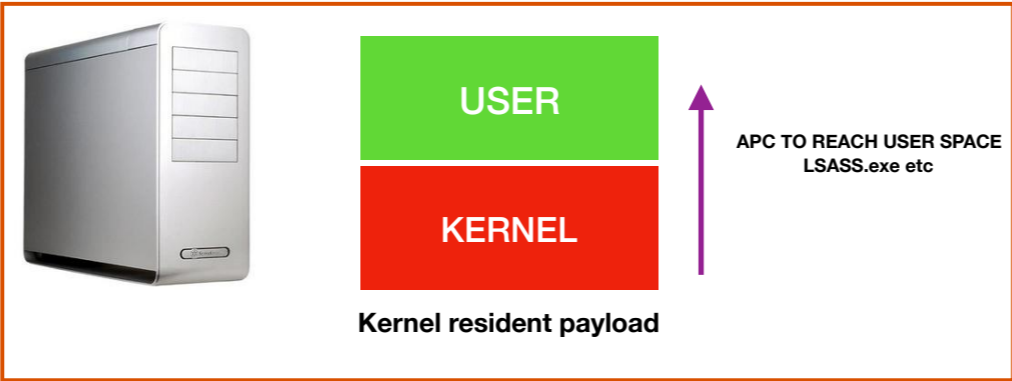 USER
KERNEL
APC TO REACH USER SPACE
LSASS.exe etc
Kernel resident payload